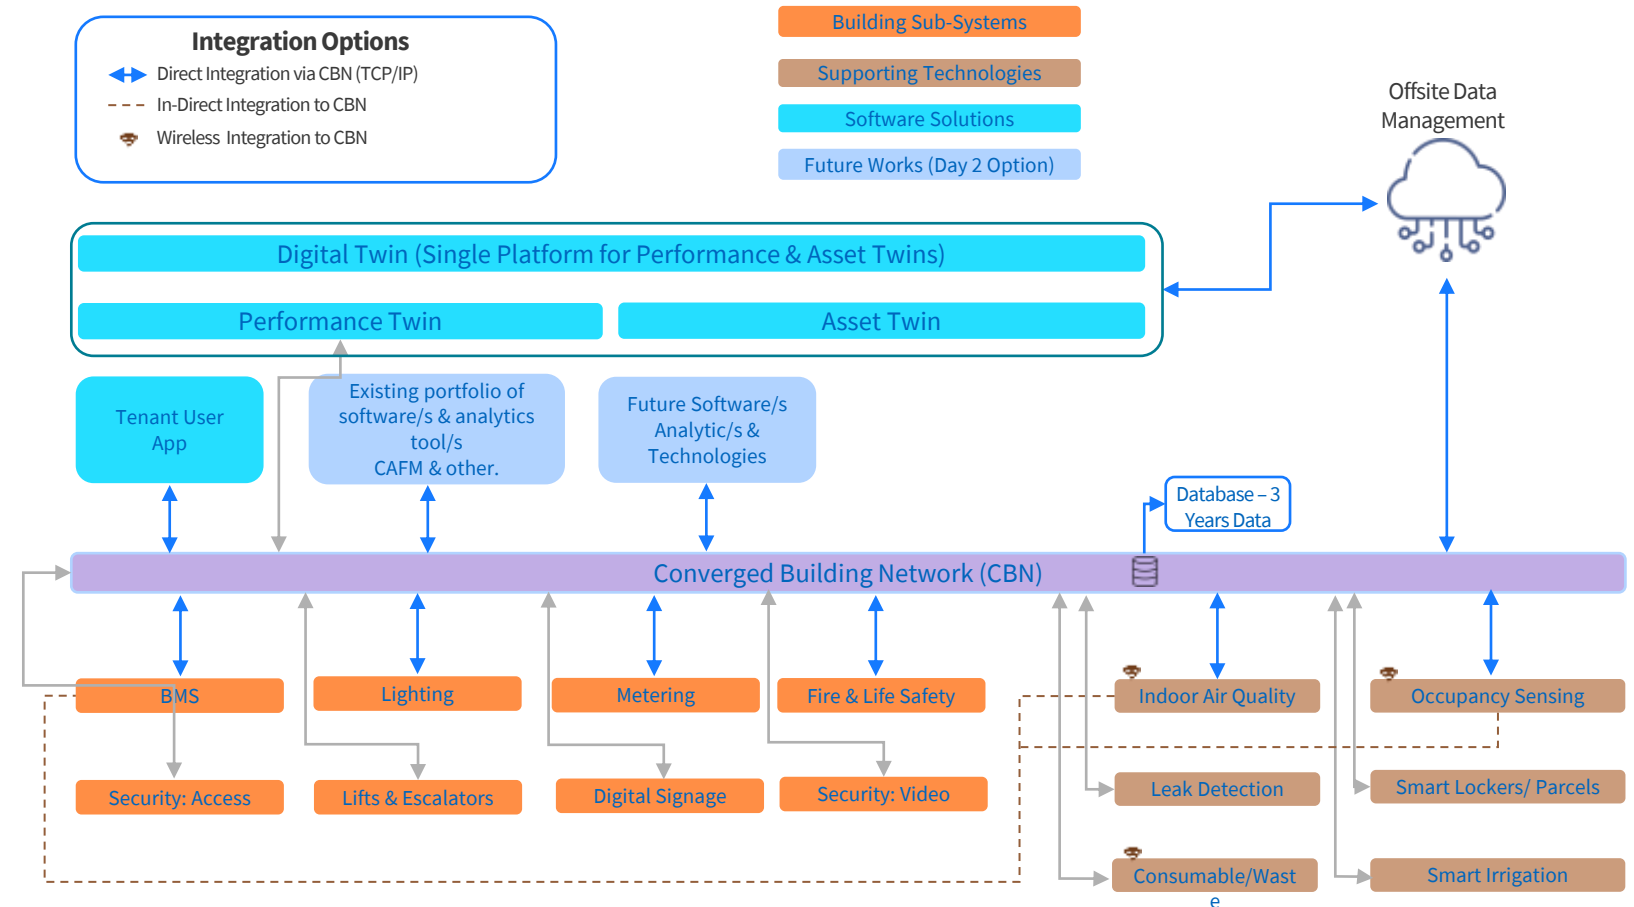 Integration Options
Direct Integration via CBN (TCP/IP)
In-Direct Integration to CBN
Wireless Integration to CBN
Building Sub-Systems
Supporting Technologies
Software Solutions
Future Works (Day 2 Option)
Offsite Data
Management
Digital Twin (Single Platform for Performance & Asset Twins)
Performance Twin
Asset Twin
Tenant User
App
Existing portfolio of
software/s & analytics
tool/s
CAFM & other.
Future Software/s
Analytic/s &
Technologies
Database – 3
Years Data
Converged Building Network (CBN)
BMS
Lighting
Metering
Fire & Life Safety
Indoor Air Quality
Occupancy Sensing
Security: Access
Lifts & Escalators
Digital Signage
Security: Video
Leak Detection
Smart Lockers/ Parcels
Consumable/Wast
e
Smart Irrigation